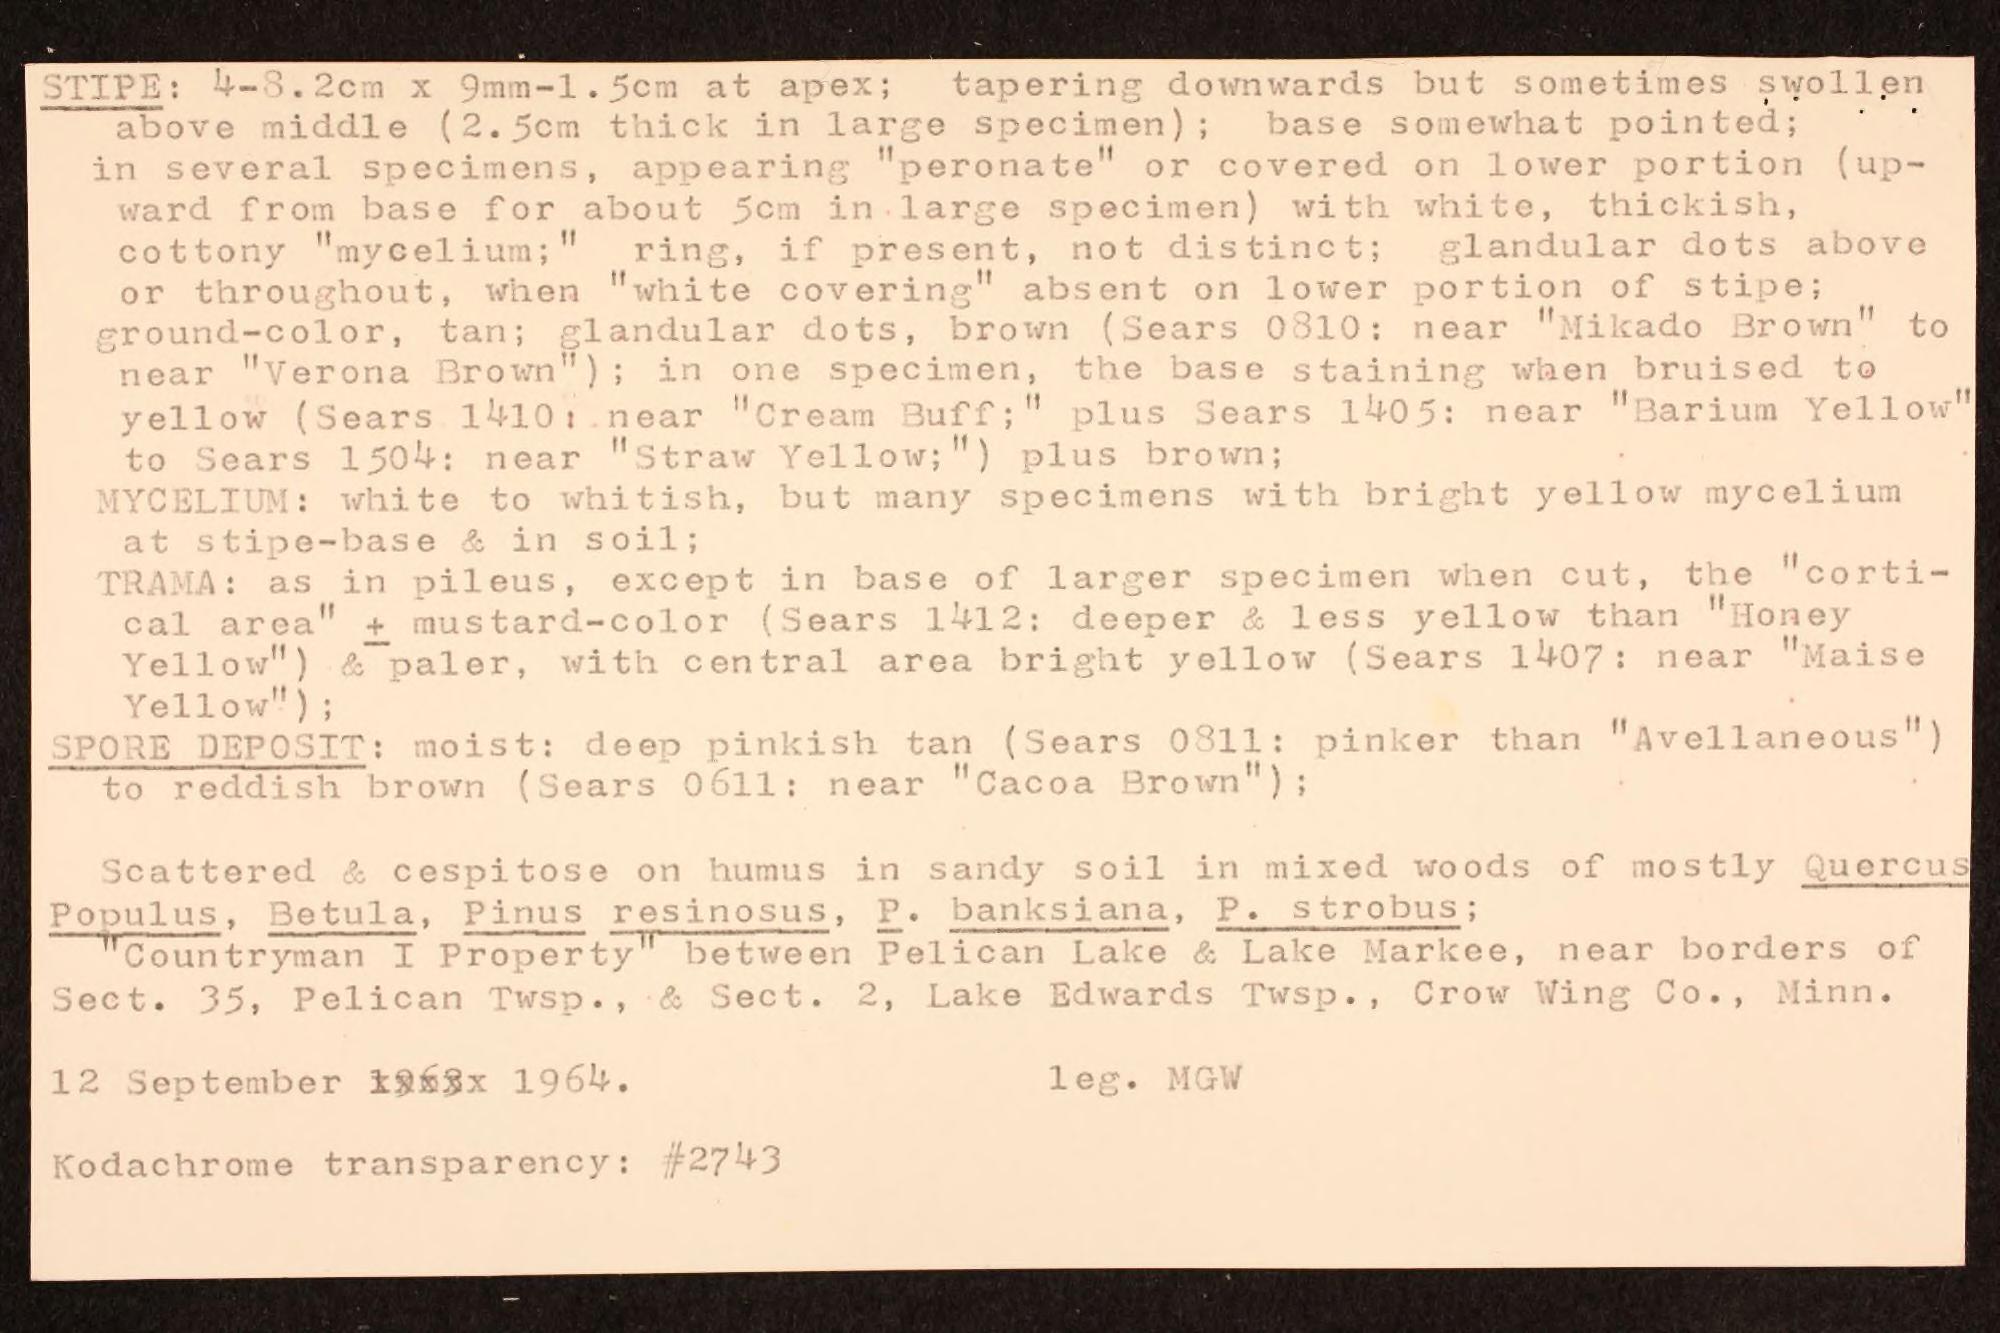 STIPE: 4-8.2cm x 9mm-1.5cm at apex; tapering downwards but sometimes swollen
above middle (2.5cm thick in large specimen); base somewhat pointed;
in several specimens, appearing "peronate" or covered on lower portion (up-
ward from base for about 5cm in large specimen) with white, thickish,
cottony "mycelium;" ring, if present, not distinct; glandular dots above
or throughout, when "white covering" absent on lower portion of stipe;
ground-color, tan; glandular dots, brown (Sears 0810: near "Mikado Brown" to
near "Verona Brown"); in one specimen, the base staining when bruised to
yellow (Sears 1410: near "Cream Buff;" plus Sears 1405: near "Barium Yellow"
to Sears 1504: near "Straw Yellow;") plus brown;
MYCELIUM: white to whitish, but many specimens with bright yellow mycelium
at stipe-base & in soil;
TRAMA: as in pileus, except in base of larger specimen when cut, the "corti-
cal area" ± mustard-color (Sears 1412: deeper & less yellow than "Honey
Yellow") & paler, with central area bright yellow (Sears 1407: near "Maise
Yellow");
SPORE DEPOSIT: moist: deep pinkish tan (Sears 0811: pinker than "Avellaneous")
to reddish brown (Sears 0611: near "Cacoa Brown");
Scattered & cespitose on humus in sandy soil in mixed woods of mostly Quercus
Populus, Betula, Pinus resinosus, P. banksiana, P. strobus;
"Countryman I Property" between Pelican Lake & Lake Markee, near borders of
Sect. 35, Pelican Twsp., & Sect. 2, Lake Edwards Twsp., Crow Wing Co., Minn.
12 September 1964. leg. MGW
Kodachrome transparency: #2743